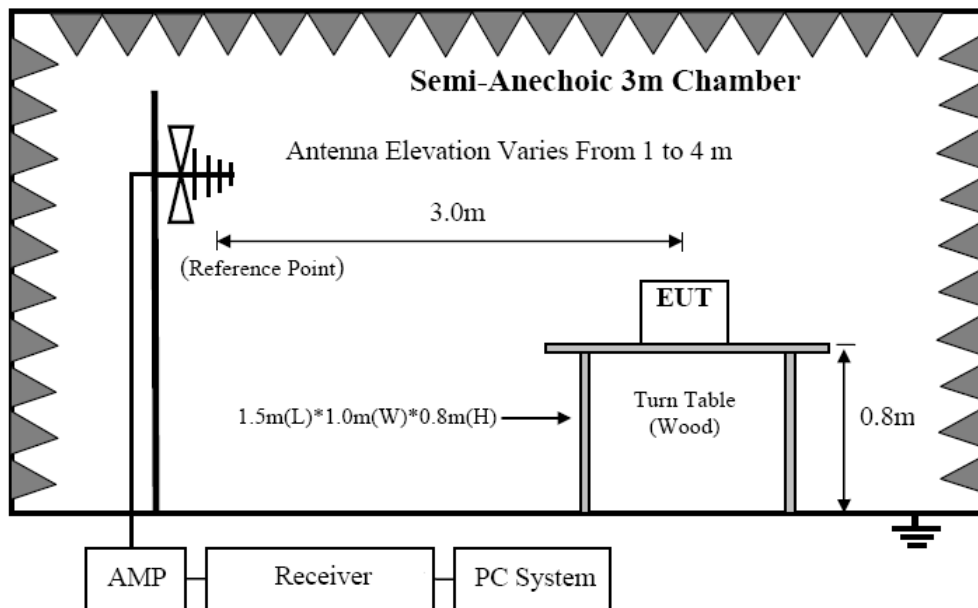 Semi-Anechoic 3m Chamber
Antenna Elevation Varies From 1 to 4 m
3.0m
(Reference Point)
EUT
1.5m(L)*1.0m(W)*0.8m(H)
Turn Table
(Wood)
0.8m
AMP
Receiver
PC System